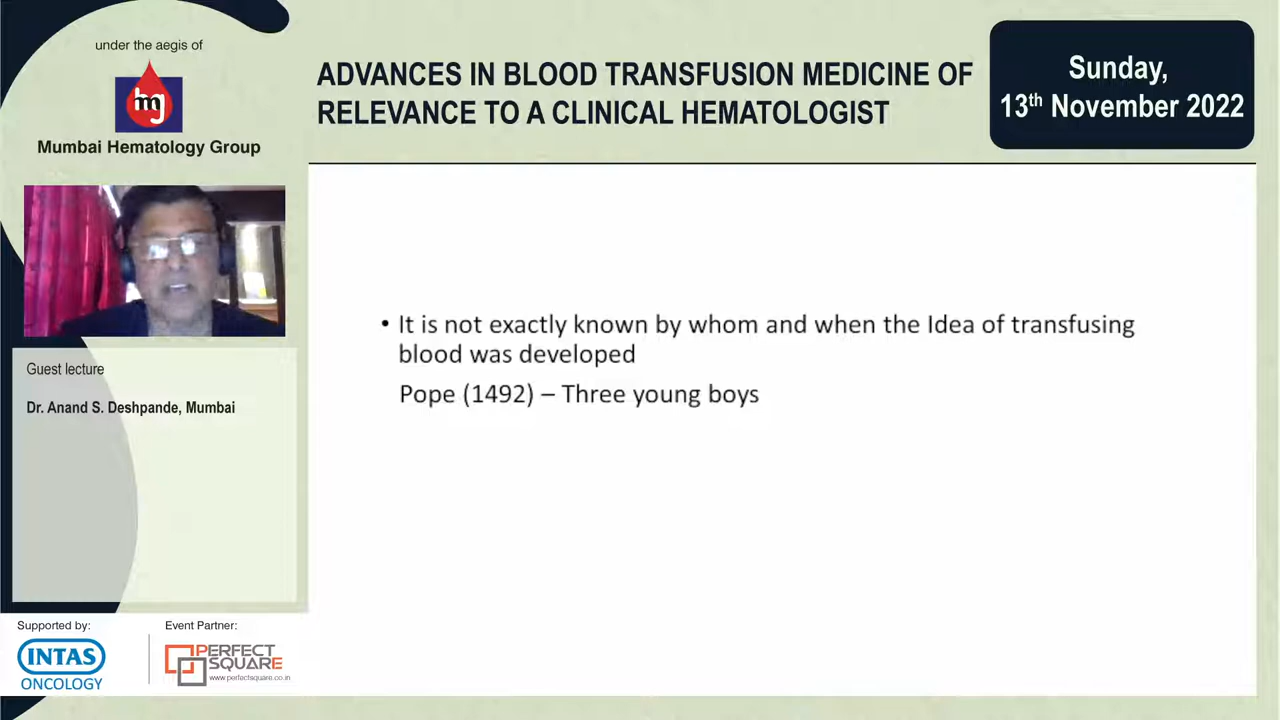 under the aegis of
hg
Mumbai Hematology Group
ADVANCES IN BLOOD TRANSFUSION MEDICINE OF
RELEVANCE TO A CLINICAL HEMATOLOGIST
Sunday,
13th November 2022
Guest lecture
Dr. Anand S. Deshpande, Mumbai
• It is not exactly known by whom and when the Idea of transfusing
blood was developed
Pope (1492) – Three young boys
Supported by:
INTAS
ONCOLOGY
Event Partner:
PERFECT
SQUARE
www.perfectsquare.co.in